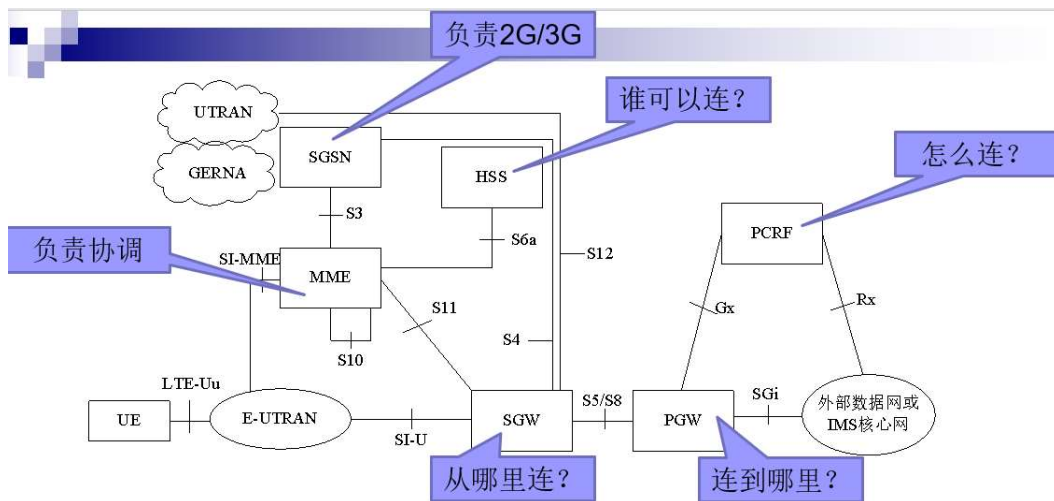 负责2G/3G
谁可以连？
UTRAN
SGSN
HSS
怎么连？
GERNA
S3
S6a
PCRF
负责协调
SI-MME
MME
S12
S11
Gx
Rx
S10
S4
LTE-Uu
S5/S8
SGi
UE
E-UTRAN
SI-U
SGW
PGW
外部数据网或
IMS核心网
从哪里连？
连到哪里？